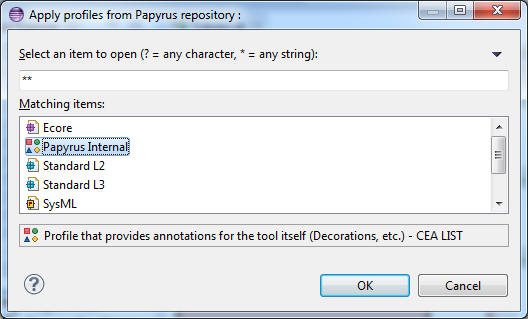 Apply profiles from Papyrus repository :
Select an item to open (? = any character, * = any string):
**
Matching items:
Ecore
Papyrus Internal
Standard L2
Standard L3
SysML
Profile that provides annotations for the tool itself (Decorations, etc.) - CEA LIST
?
OK
Cancel